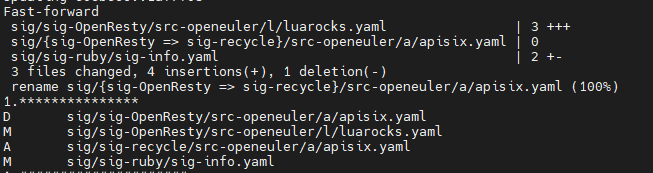 Fast-forward
 sig/sig-OpenResty/src-openeuler/l/luarocks.yaml                | 3 +++
 sig/{sig-OpenResty => sig-recycle}/src-openeuler/a/apisix.yaml | 0
 sig/sig-ruby/sig-info.yaml                                     | 2 +-
 3 files changed, 4 insertions(+), 1 deletion(-)
 rename sig/{sig-OpenResty => sig-recycle}/src-openeuler/a/apisix.yaml (100%)
1.***************
D       sig/sig-OpenResty/src-openeuler/a/apisix.yaml
M       sig/sig-OpenResty/src-openeuler/l/luarocks.yaml
A       sig/sig-recycle/src-openeuler/a/apisix.yaml
M       sig/sig-ruby/sig-info.yaml